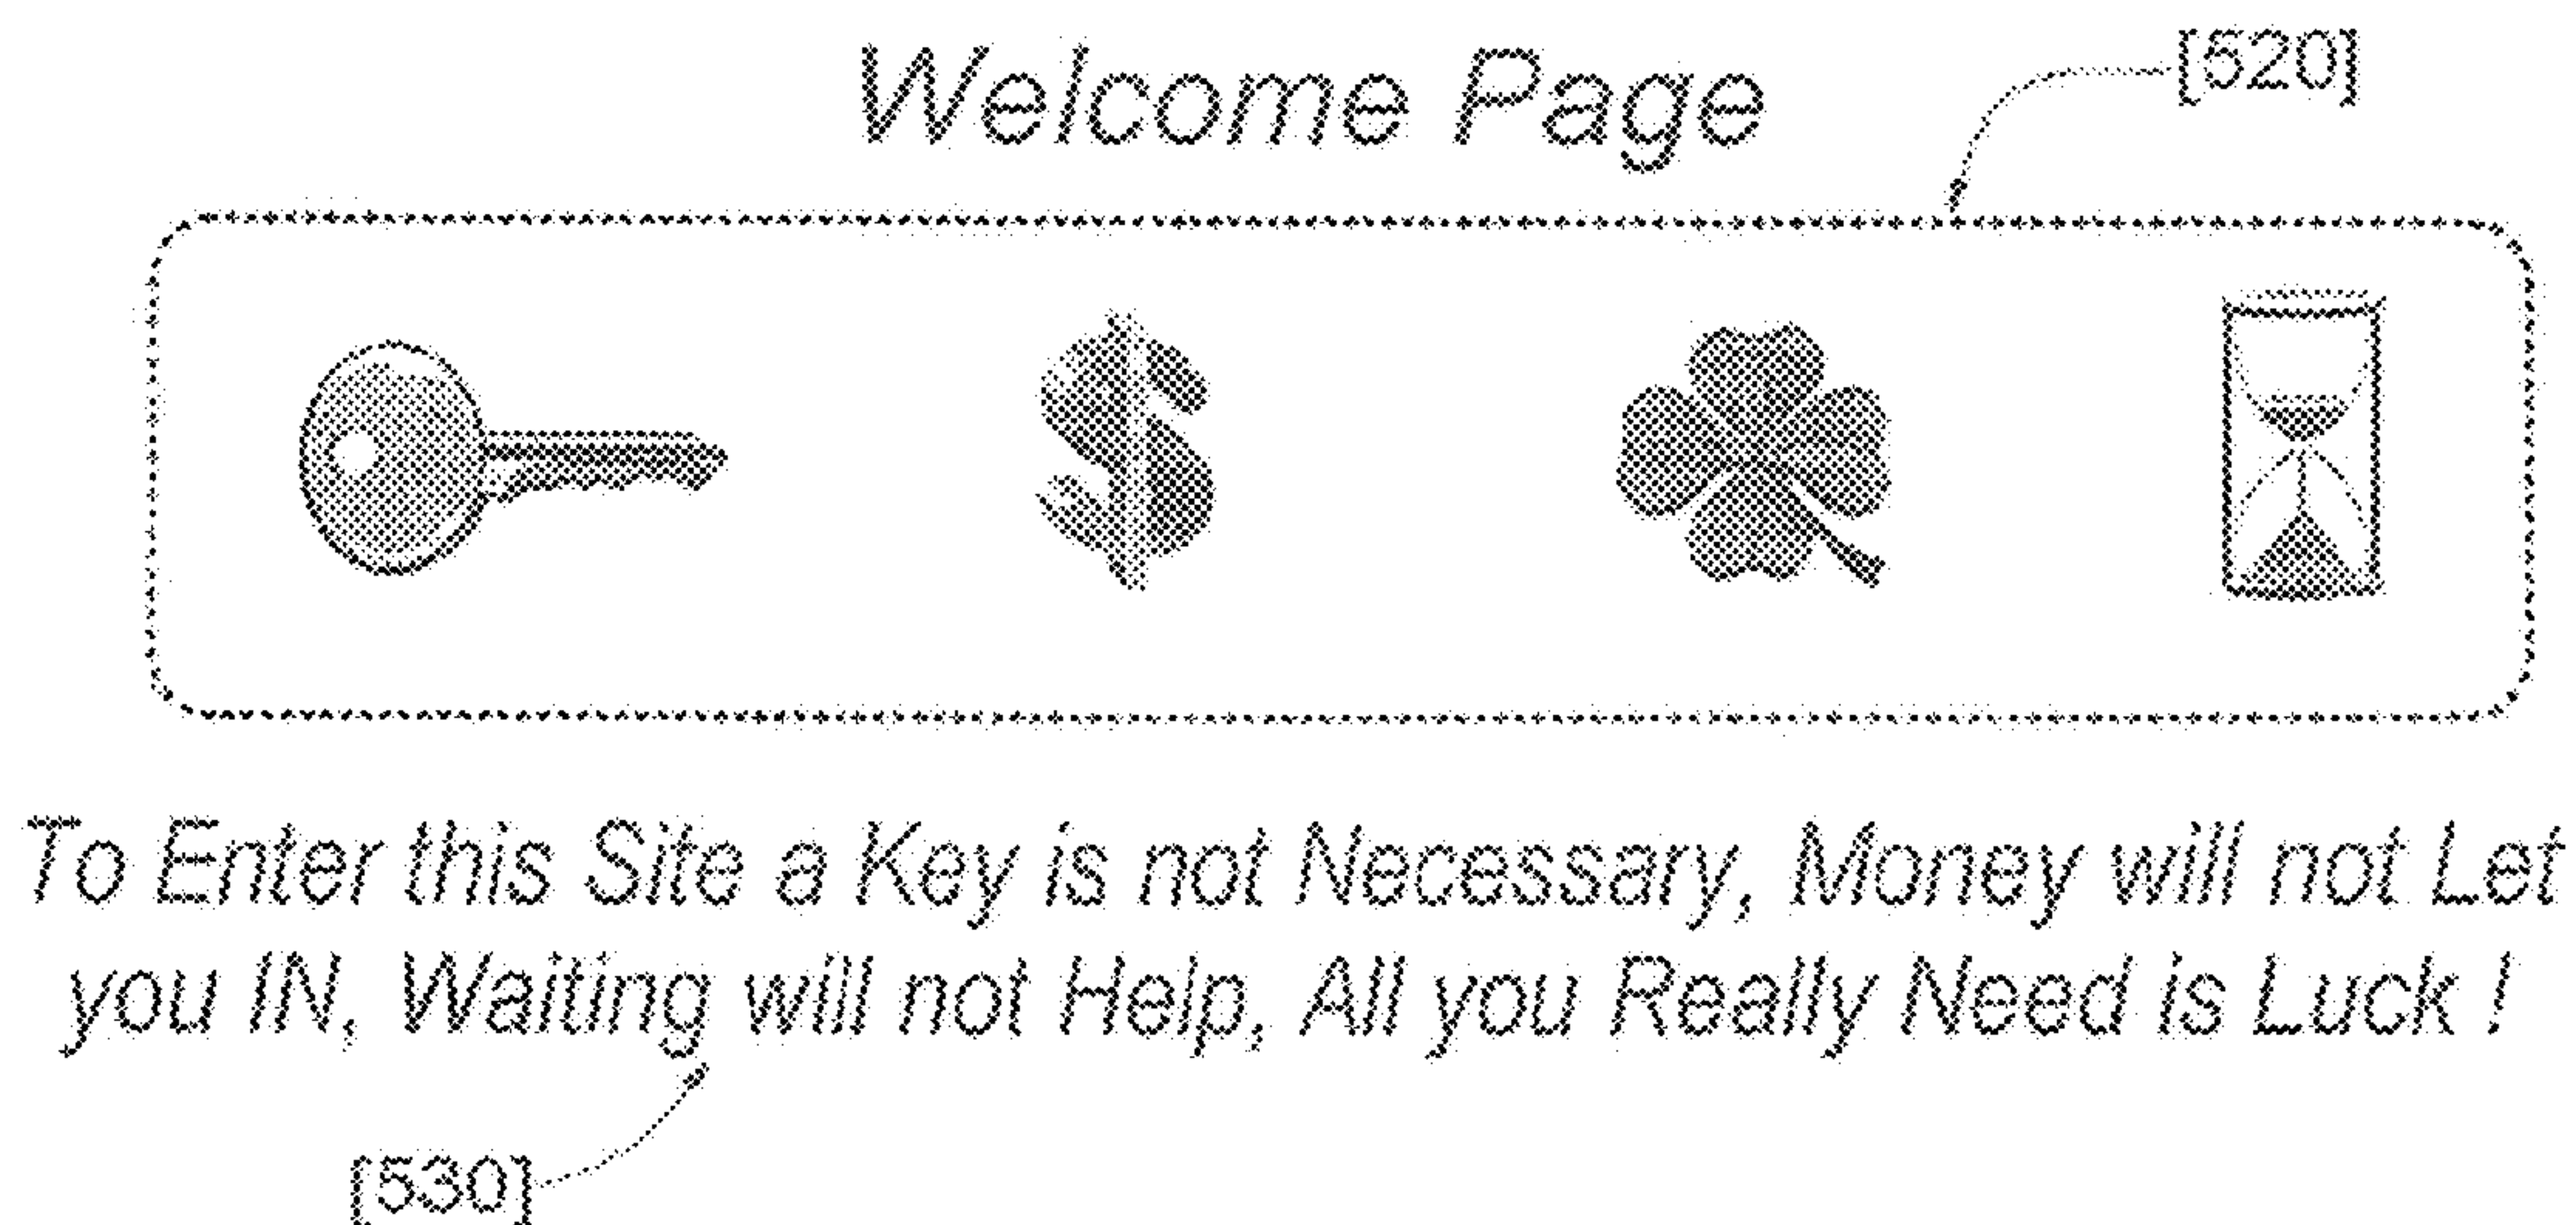 Welcome Page
[520]
$
To Enter this Site a Key is not Necessary, Money will not Let
you IN, Waiting will not Help, All you Really Need is Luck !
[530]